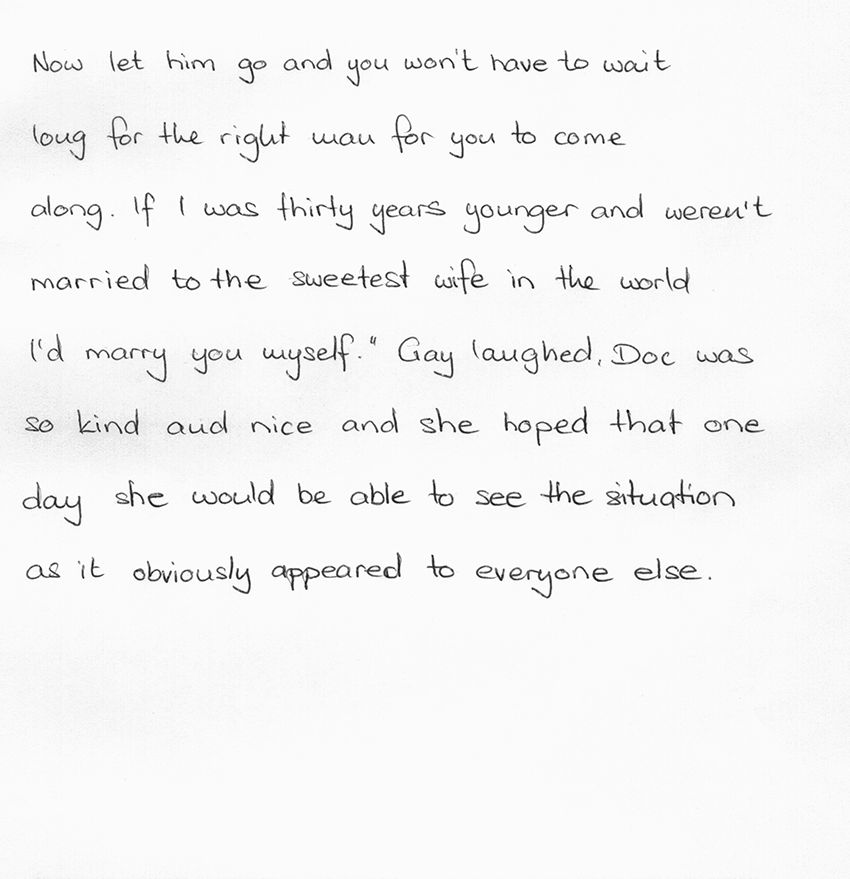 Now let him go and you won't have to wait
long for the right man for you to come
along. If I was thirty years younger and weren't
married to the sweetest wife in the world
I'd marry you myself." Gay laughed. Doc was
so kind and nice and she hoped that one
day she would be able to see the situation
as it obviously appeared to everyone else.